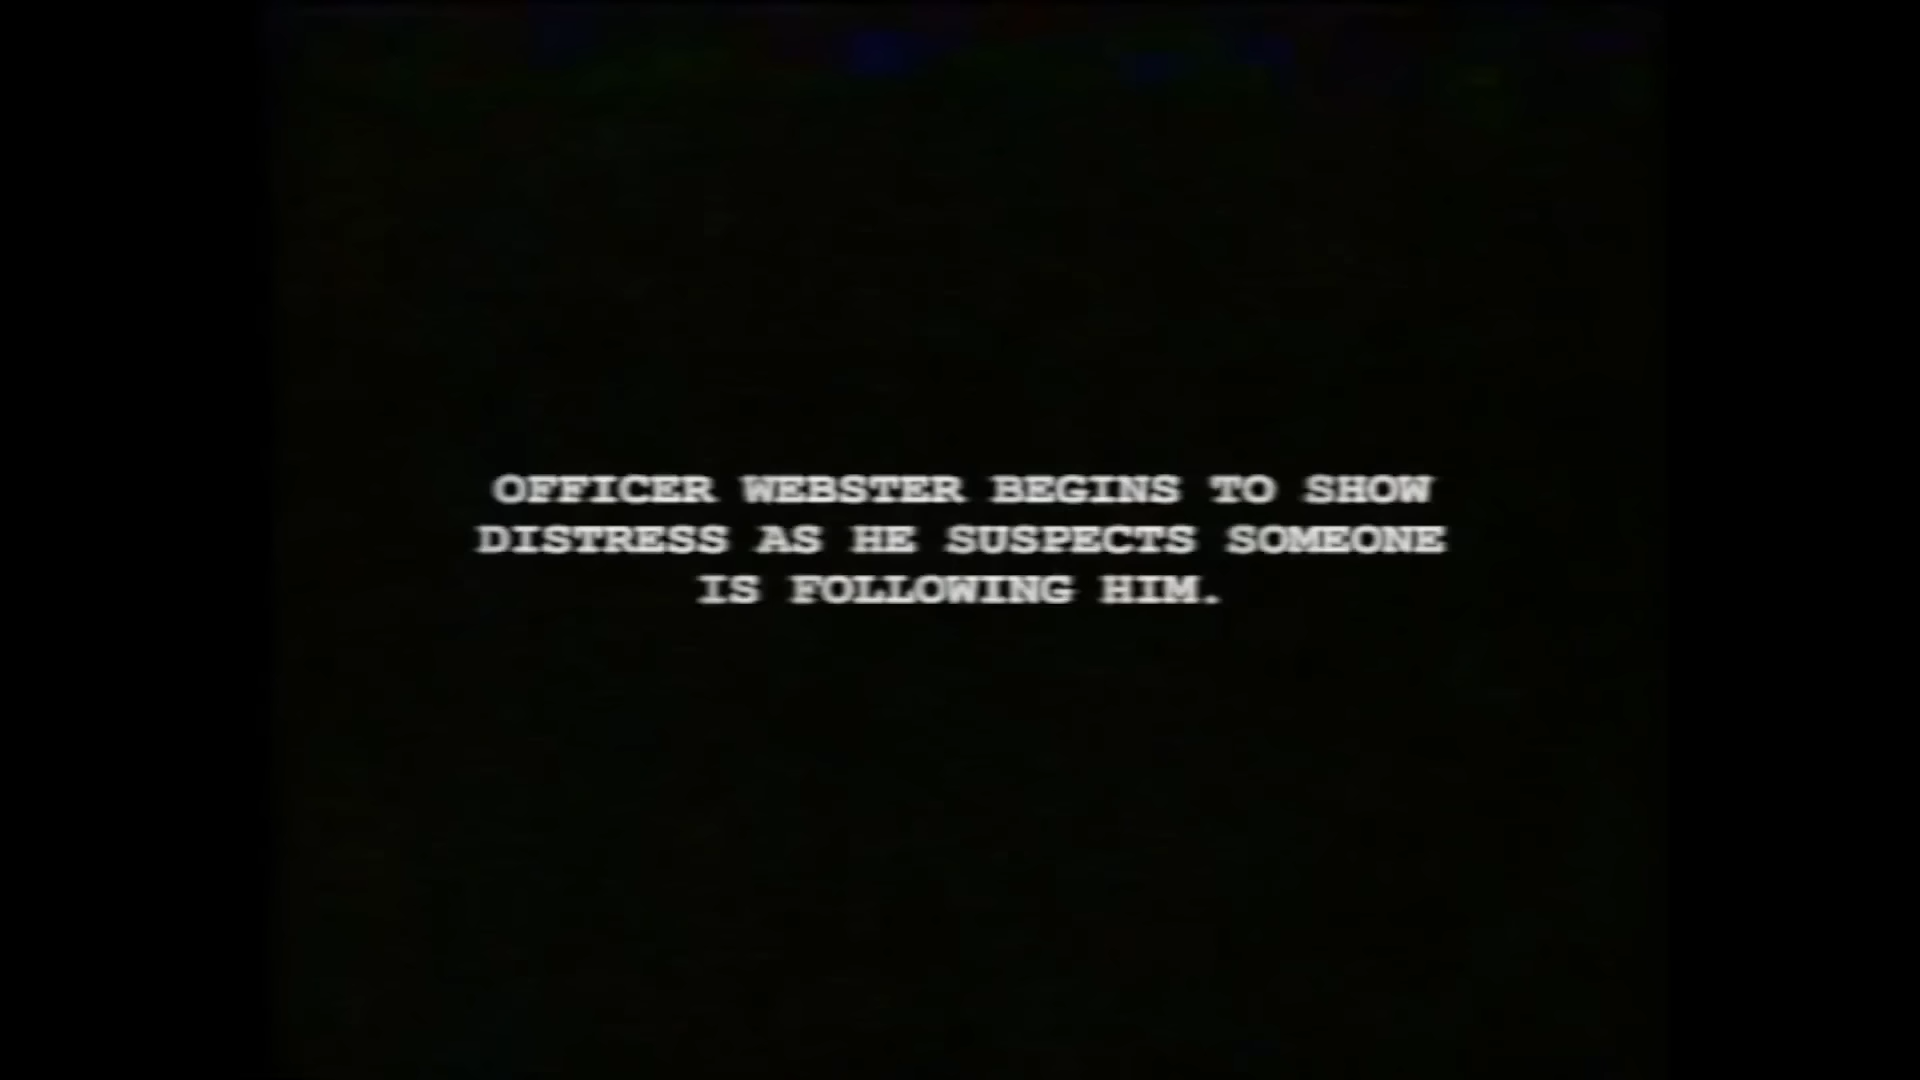 OFFICER WEBSTER BEGINS TO SHOW
DISTRESS AS HE SUSPECTS SOMEONE
IS FOLLOWING HIM.